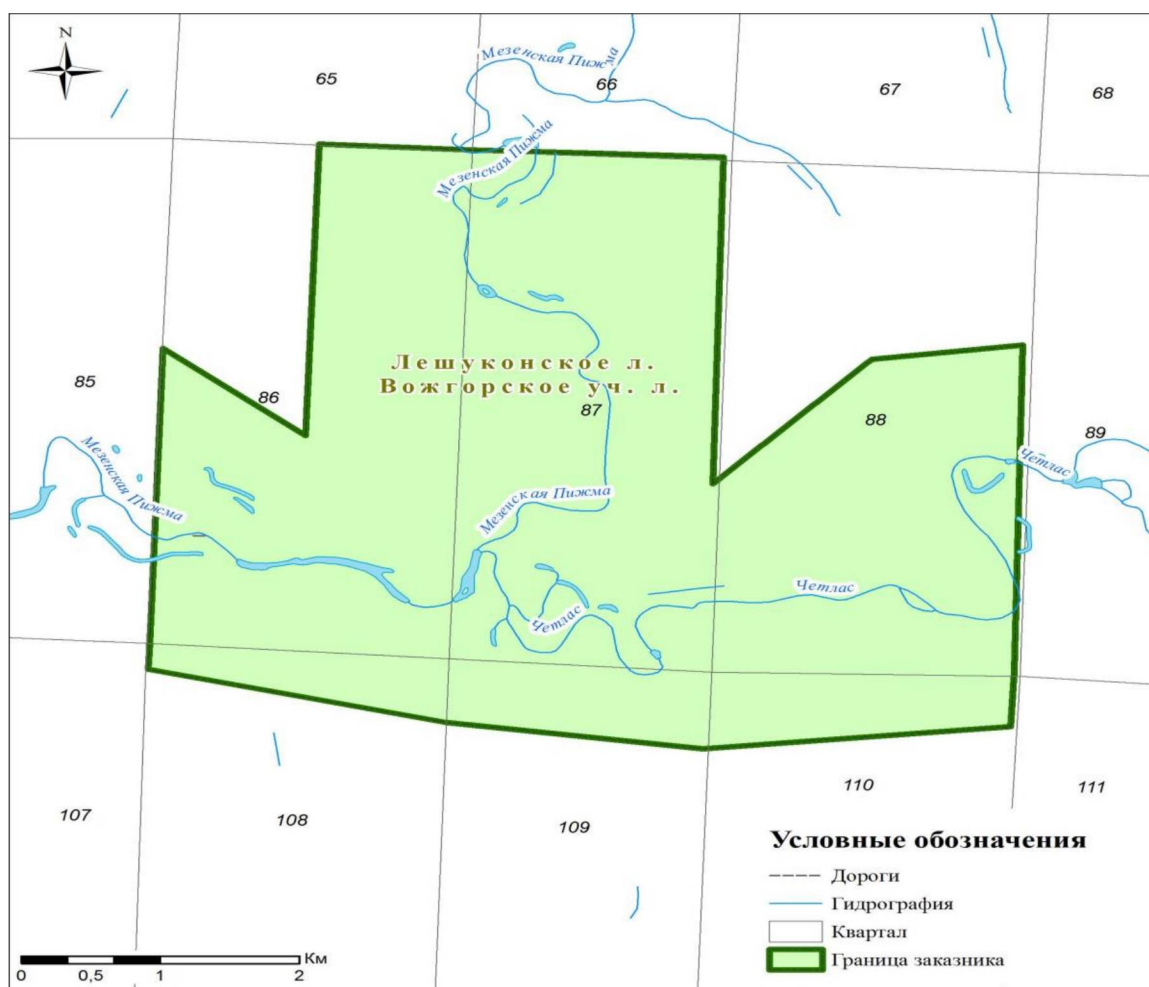 N
Мезенская Пижма
65
66
67
68
Мезенская Пижма
Лешуконское л.
Вожгорское уч. л.
85
86
87
88
89
Мезенская Пижма
Мезенская Пижма
Четлас
Четлас
Четлас
107
108
109
110
111
Условные обозначения
Дороги
Гидрография
Квартал
Граница заказника
Км
0 0,5 1 2